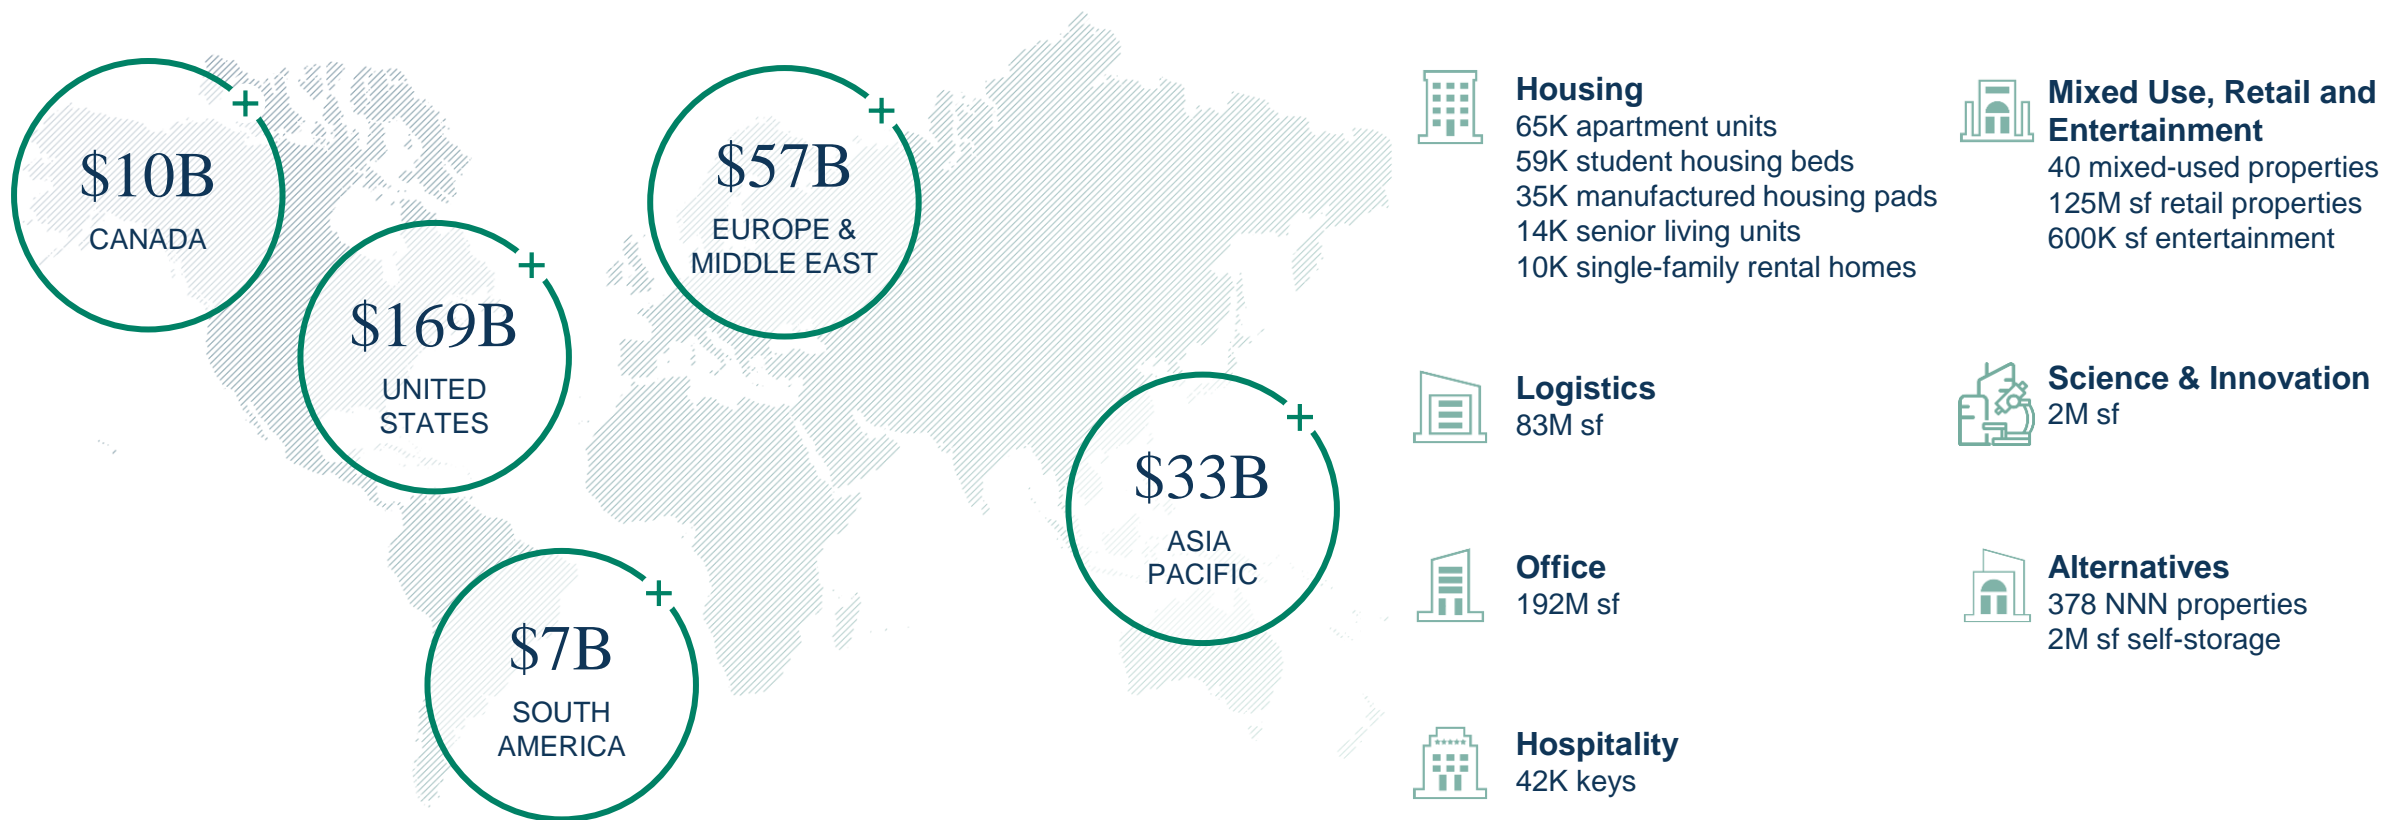 $10B
CANADA
$169B
UNITED
STATES
$57B
EUROPE &
MIDDLE EAST
$33B
ASIA
PACIFIC
$7B
SOUTH
AMERICA
Housing
65K apartment units
59K student housing beds
35K manufactured housing pads
14K senior living units
10K single-family rental homes
Logistics
83M sf
Office
192M sf
Hospitality
42K keys
Mixed Use, Retail and
Entertainment
40 mixed-used properties
125M sf retail properties
600K sf entertainment
Science & Innovation
2M sf
Alternatives
378 NNN properties
2M sf self-storage